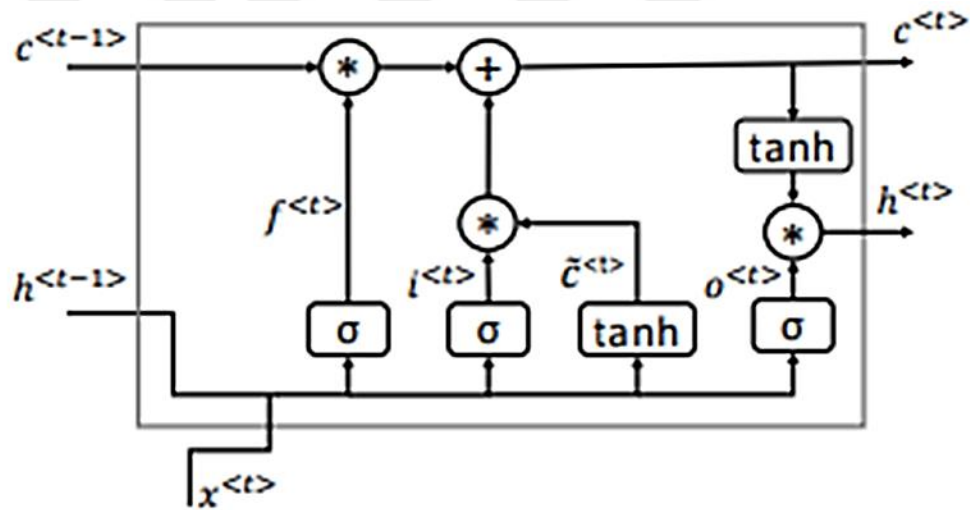 c<t−1>
c<t>
*
+
tanh
f<t>
*
h<t>
*
h<t−1>
i<t>
c̃<t>
o<t>
σ
σ
tanh
σ
x<t>